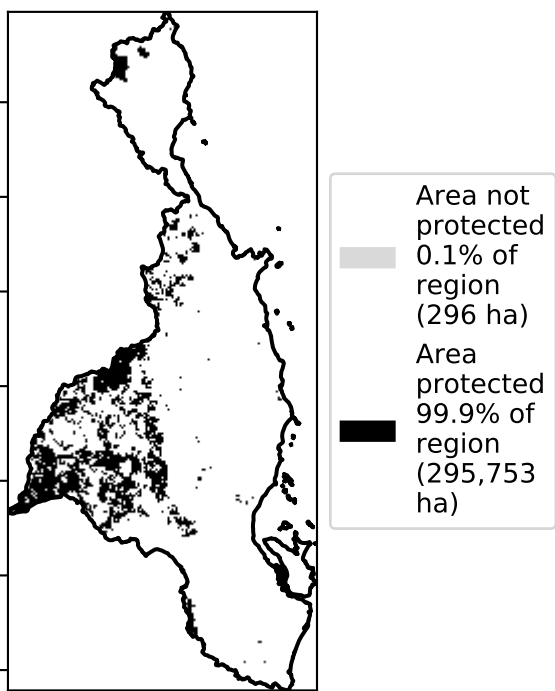 Area not
protected
0.1% of
region
(296 ha)
Area
protected
99.9% of
region
(295,753
ha)